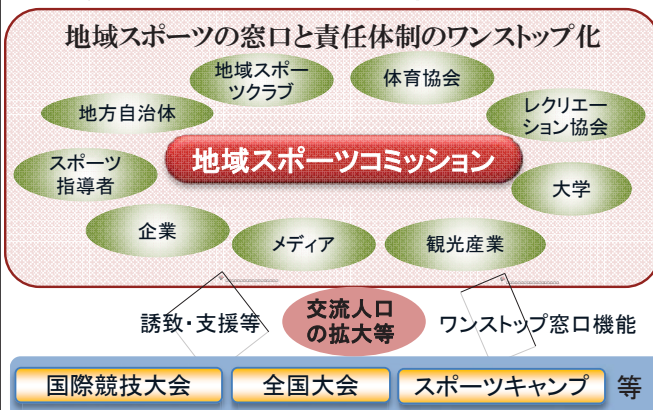 地域スポーツの窓口と責任体制のワンストップ化
地域スポー
ツクラブ
体育協会
地方自治体
レクリエー
ション協会
地域スポーツコミッション
スポーツ
指導者
大学
企業
メディア
観光産業
誘致・支援等
交流人口
の拡大等
ワンストップ窓口機能
国際競技大会
全国大会
スポーツキャンプ
等